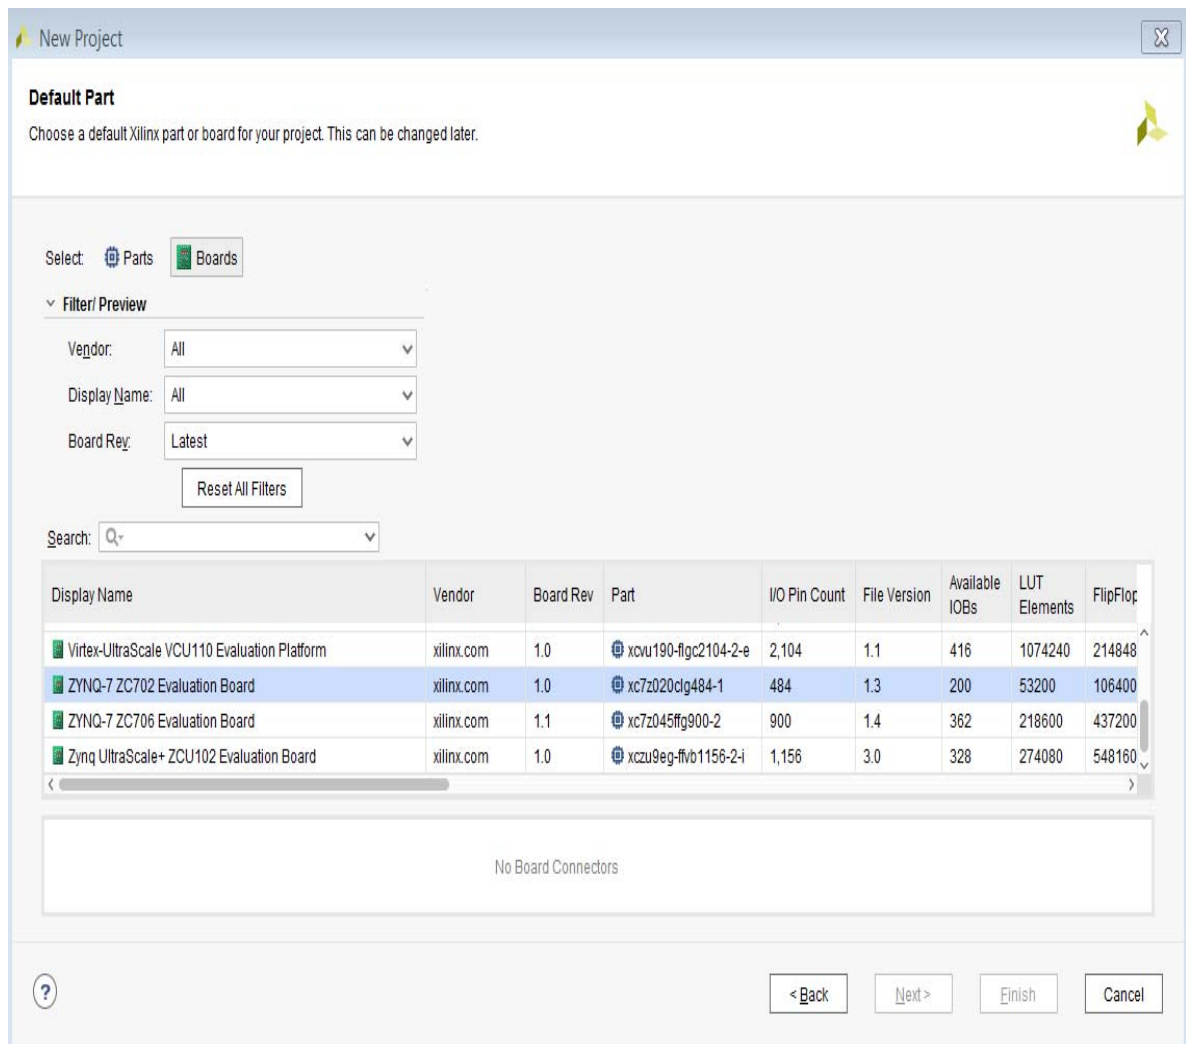 New Project
Default Part
Choose a default Xilinx part or board for your project. This can be changed later.
Select: Parts Boards
Filter/ Preview
Vendor: All
Display Name: All
Board Rev: Latest
Reset All Filters
Search: Q
Display Name Vendor Board Rev Part I/O Pin Count File Version Available IOBs LUT Elements FlipFlop
Virtex-UltraScale VCU110 Evaluation Platform xilinx.com 1.0 xcvu190-flgc2104-2-e 2,104 1.1 416 1074240 214848
ZYNQ-7 ZC702 Evaluation Board xilinx.com 1.0 xc7z020clg484-1 484 1.3 200 53200 106400
ZYNQ-7 ZC706 Evaluation Board xilinx.com 1.1 xc7z045ffg900-2 900 1.4 362 218600 437200
Zynq UltraScale+ ZCU102 Evaluation Board xilinx.com 1.0 xczu9eg-ffvb1156-2-i 1,156 3.0 328 274080 548160
No Board Connectors
? < Back Next > Finish Cancel